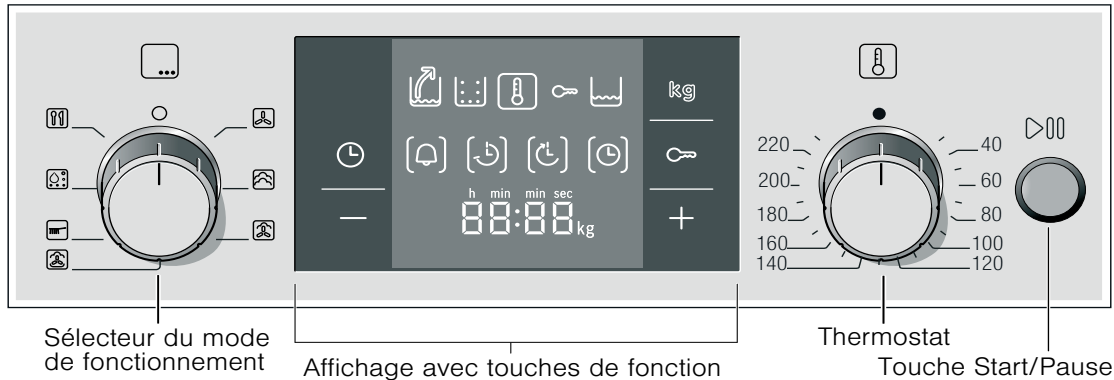 kg
h min min sec
88:88 kg
220
200
180
160
140
40
60
80
100
120
Sélecteur du mode
de fonctionnement
Affichage avec touches de fonction
Thermostat
Touche Start/Pause